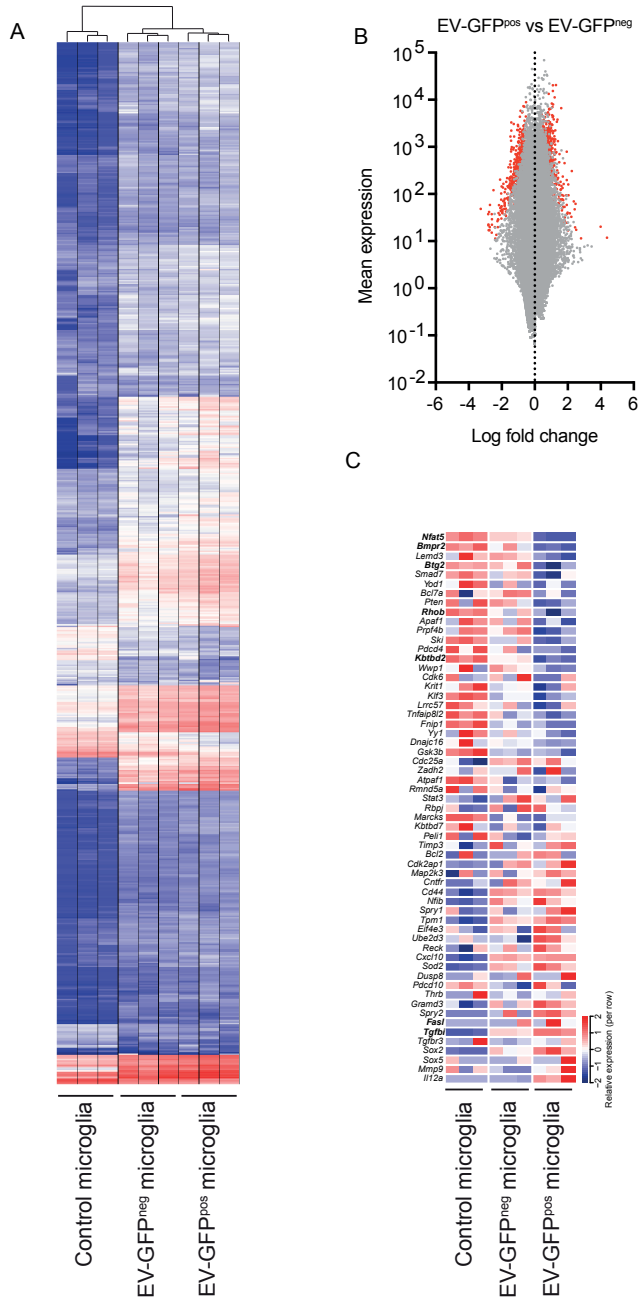 A
Control microglia
EV-GFPneg microglia
EV-GFPpos microglia
B
EV-GFPpos vs EV-GFPneg
Mean expression
10^5
10^4
10^3
10^2
10^1
10^0
10^-1
10^-2
-6 -4 -2 0 2 4 6
Log fold change
C
Nfat5
Bmpr2
Lemd3
Btg2
Smad7
Yod1
Bcl7a
Pten
Rhob
Apaf1
Prpf4b
Ski
Pdcd4
Kbtbd2
Wwp1
Cdk6
Krit1
Klf3
Lrrc57
Tnfaip8l2
Fnip1
Yy1
Dnajc16
Gsk3b
Cdc25a
Zadh2
Atpaf1
Rmnd5a
Stat3
Rbpj
Marcks
Kbtbd7
Peli1
Timp3
Bcl2
Cdk2ap1
Map2k3
Cntfr
Cd44
Nfib
Spry1
Tpm1
Eif4e3
Ube2d3
Reck
Cxcl10
Sod2
Dusp8
Pdcd10
Thrb
Gramd3
Spry2
Fasl
Tgfbi
Tgfbr3
Sox2
Sox5
Mmp9
Il12a
2
1
0
−1
−2
Relative expression (per row)
Control microglia
EV-GFPneg microglia
EV-GFPpos microglia